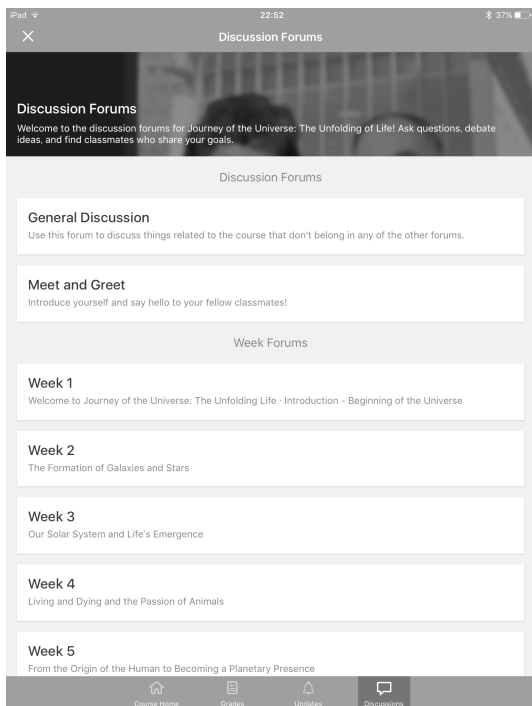 iPad 22:52 37%
Discussion Forums
Discussion Forums
Welcome to the discussion forums for Journey of the Universe: The Unfolding of Life! Ask questions, debate
ideas, and find classmates who share your goals.
Discussion Forums
General Discussion
Use this forum to discuss things related to the course that don't belong in any of the other forums.
Meet and Greet
Introduce yourself and say hello to your fellow classmates!
Week Forums
Week 1
Welcome to Journey of the Universe: The Unfolding Life · Introduction - Beginning of the Universe
Week 2
The Formation of Galaxies and Stars
Week 3
Our Solar System and Life's Emergence
Week 4
Living and Dying and the Passion of Animals
Week 5
From the Origin of the Human to Becoming a Planetary Presence
Course Home Grades Updates Discussions